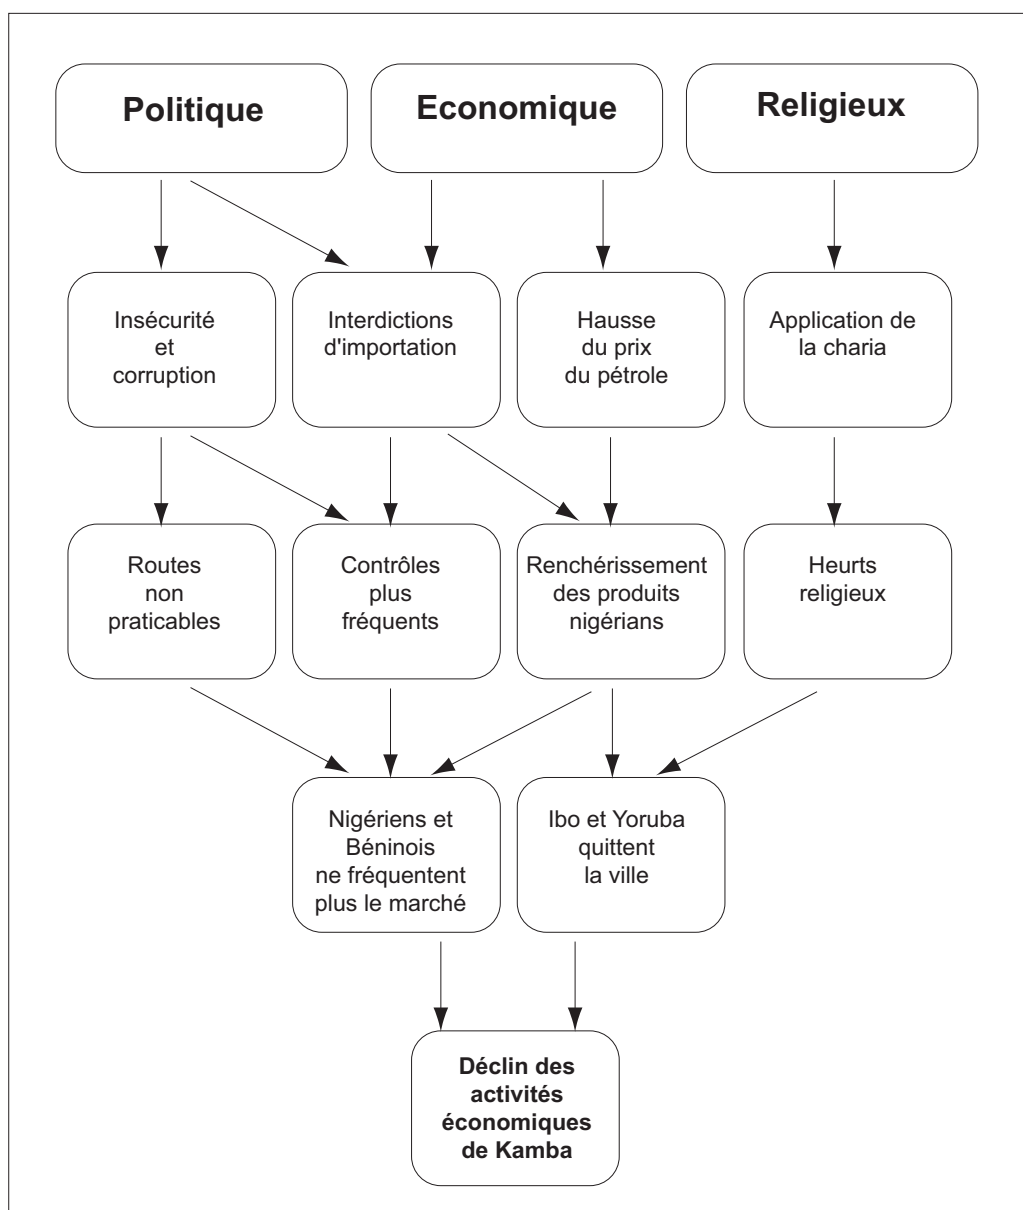 Politique
Economique
Religieux
Insécurité
et
corruption
Interdictions
d'importation
Hausse
du prix
du pétrole
Application de
la charia
Routes
non
praticables
Contrôles
plus
fréquents
Renchérissement
des produits
nigérians
Heurts
religieux
Nigériens et
Béninois
ne fréquentent
plus le marché
Ibo et Yoruba
quittent
la ville
Déclin des
activités
économiques
de Kamba